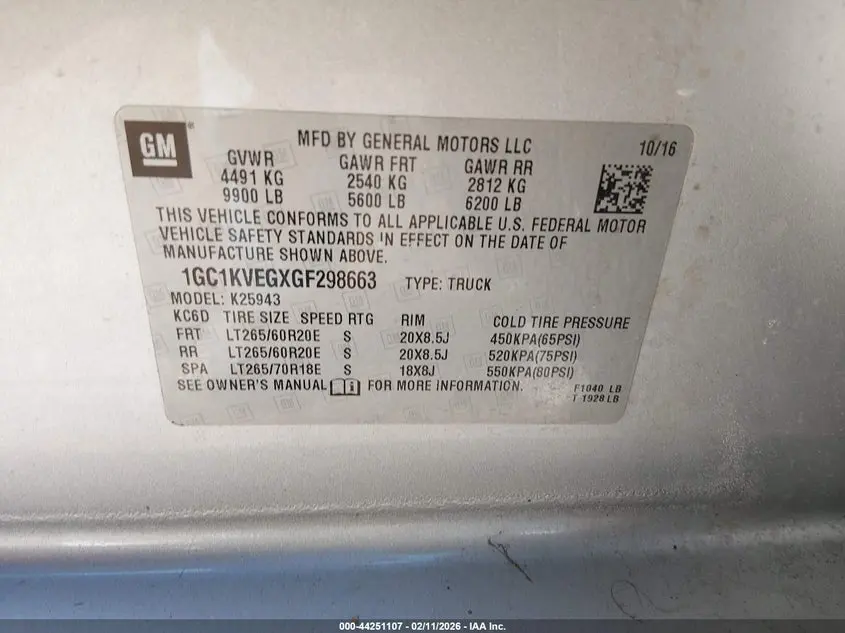 GM
MFD BY GENERAL MOTORS LLC 10/16
GVWR GAWR FRT GAWR RR
4491 KG 2540 KG 2812 KG
9900 LB 5600 LB 6200 LB
THIS VEHICLE CONFORMS TO ALL APPLICABLE U.S. FEDERAL MOTOR
VEHICLE SAFETY STANDARDS IN EFFECT ON THE DATE OF
MANUFACTURE SHOWN ABOVE.
1GC1KVEGXGF298663 TYPE: TRUCK
MODEL: K25943
KC6D TIRE SIZE SPEED RTG RIM COLD TIRE PRESSURE
FRT LT265/60R20E S 20X8.5J 450KPA(65PSI)
RR LT265/60R20E S 20X8.5J 520KPA(75PSI)
SPA LT265/70R18E S 18X8J 550KPA(80PSI)
SEE OWNER'S MANUAL FOR MORE INFORMATION. F1040 LB
T 1928 LB
000-44251107 - 02/11/2026 - IAA Inc.